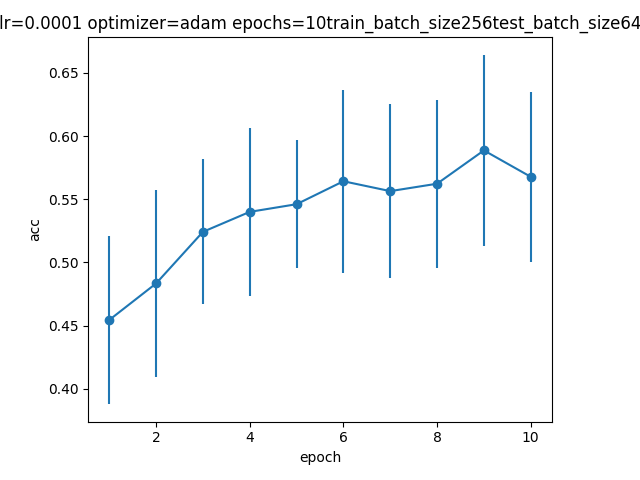 lr=0.0001 optimizer=adam epochs=10train_batch_size256test_batch_size64
0.65
0.60
0.55
0.50
0.45
0.40
acc
2 4 6 8 10
epoch